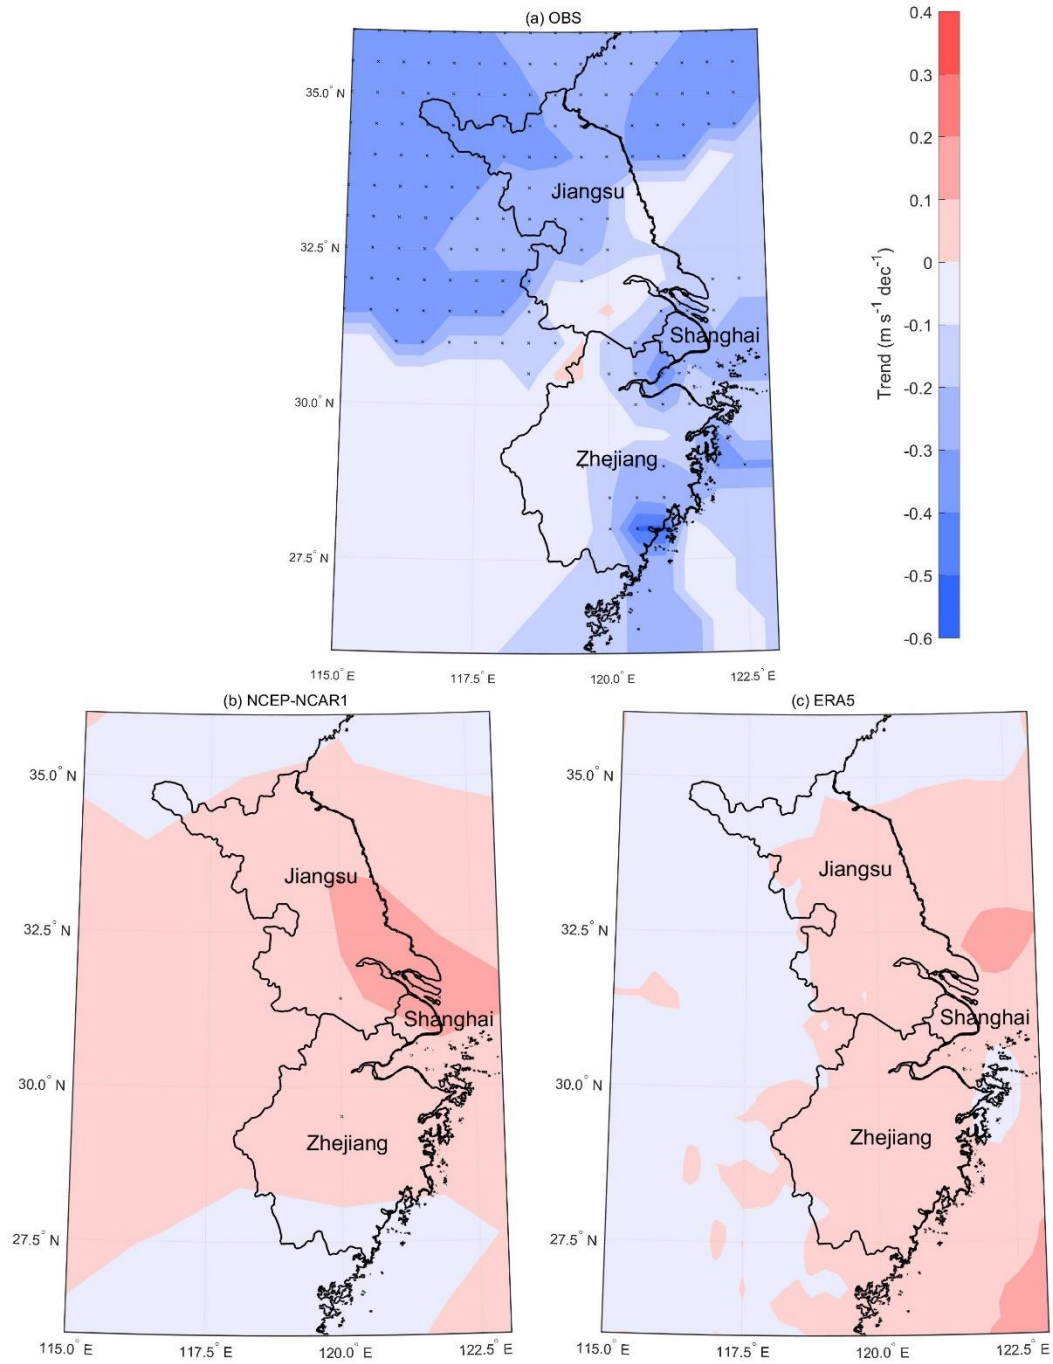 (a) OBS
35.0° N
32.5° N
30.0° N
27.5° N
115.0° E
117.5° E
120.0° E
122.5° E
Jiangsu
Shanghai
Zhejiang
0.4
0.3
0.2
0.1
0
-0.1
-0.2
-0.3
-0.4
-0.5
-0.6
Trend (m s⁻¹ dec⁻¹)
(b) NCEP-NCAR1
35.0° N
32.5° N
30.0° N
27.5° N
115.0° E
117.5° E
120.0° E
122.5° E
Jiangsu
Shanghai
Zhejiang
(c) ERA5
35.0° N
32.5° N
30.0° N
27.5° N
115.0° E
117.5° E
120.0° E
122.5° E
Jiangsu
Shanghai
Zhejiang